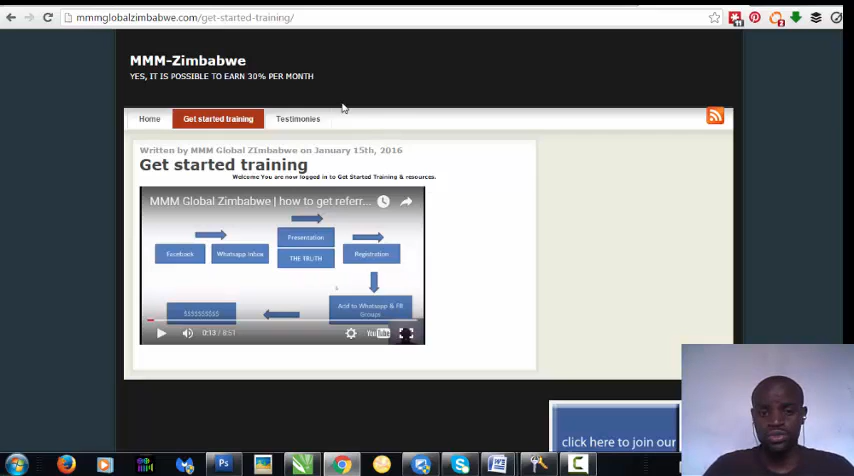 mmmglobalzimbabwe.com/get-started-training/
MMM-Zimbabwe
YES, IT IS POSSIBLE TO EARN 30% PER MONTH
Home Get started training Testimonies
Written by MMM Global ZImbabwe on January 15th, 2016
Get started training
Welcome You are now logged in to Get Started Training & resources.
MMM Global Zimbabwe | how to get referr...
Presentation
Facebook Whatsapp Inbox THE TRUTH Registration
Add to Whatsapp & FB
Groups
0:13 / 8:51 YouTube
click here to join our